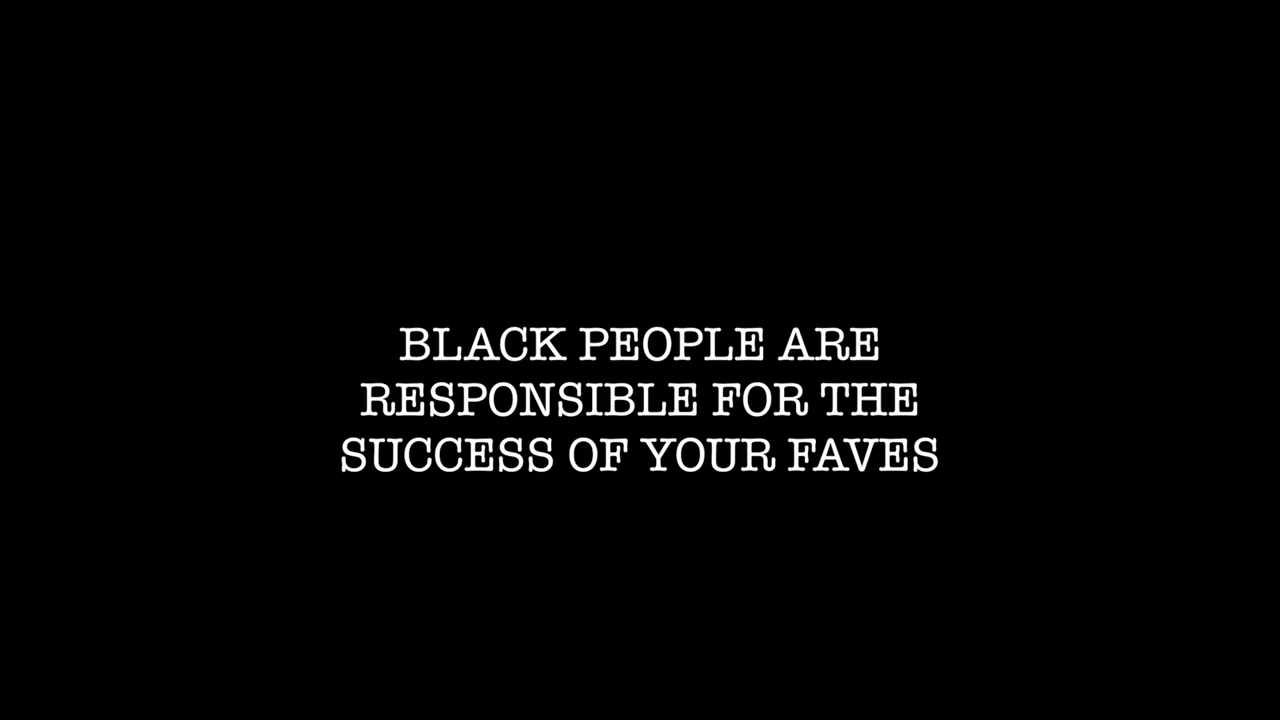 BLACK PEOPLE ARE
RESPONSIBLE FOR THE
SUCCESS OF YOUR FAVES